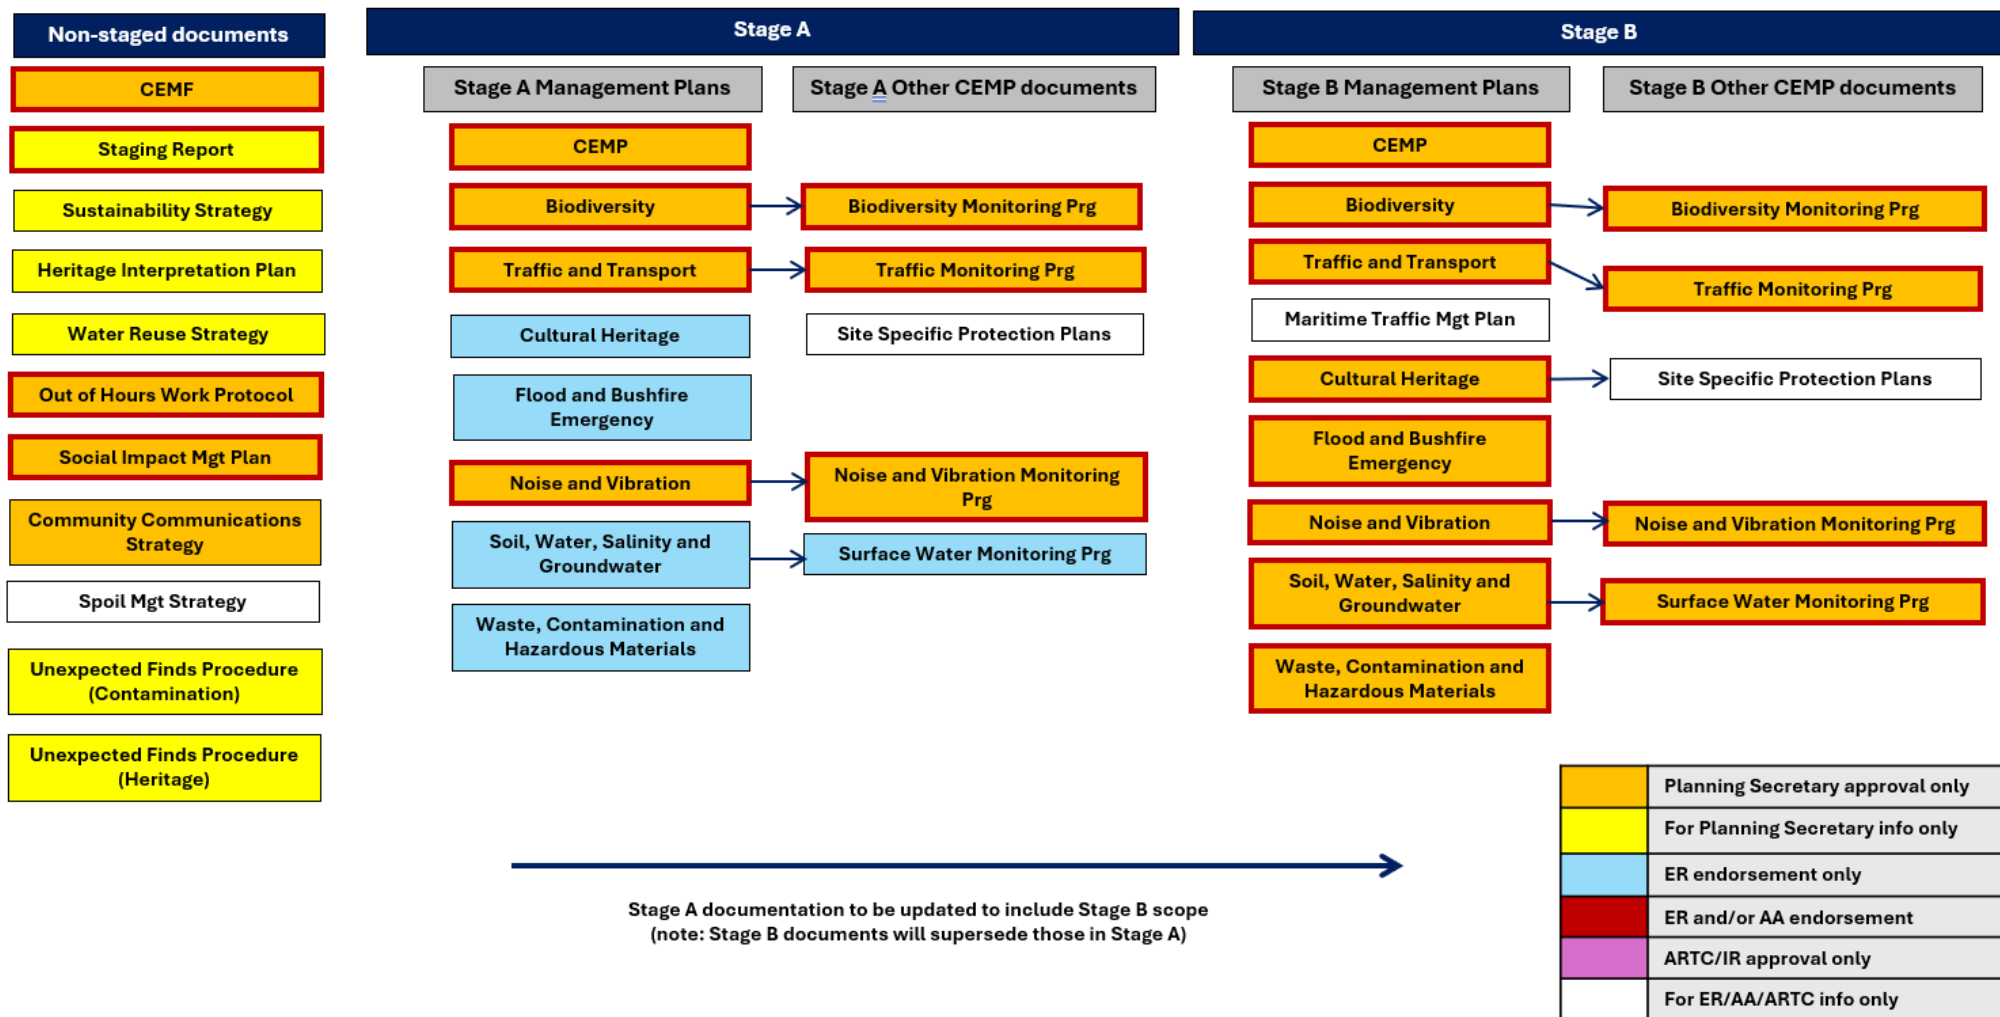 Non-staged documents
CEMF
Staging Report
Sustainability Strategy
Heritage Interpretation Plan
Water Reuse Strategy
Out of Hours Work Protocol
Social Impact Mgt Plan
Community Communications
Strategy
Spoil Mgt Strategy
Unexpected Finds Procedure
(Contamination)
Unexpected Finds Procedure
(Heritage)
Stage A
Stage A Management Plans
CEMP
Biodiversity
Traffic and Transport
Cultural Heritage
Flood and Bushfire
Emergency
Noise and Vibration
Soil, Water, Salinity and
Groundwater
Waste, Contamination and
Hazardous Materials
Stage A Other CEMP documents
Biodiversity Monitoring Prg
Traffic Monitoring Prg
Site Specific Protection Plans
Noise and Vibration Monitoring
Prg
Surface Water Monitoring Prg
Stage B
Stage B Management Plans
CEMP
Biodiversity
Traffic and Transport
Maritime Traffic Mgt Plan
Cultural Heritage
Flood and Bushfire
Emergency
Noise and Vibration
Soil, Water, Salinity and
Groundwater
Waste, Contamination and
Hazardous Materials
Stage B Other CEMP documents
Biodiversity Monitoring Prg
Traffic Monitoring Prg
Site Specific Protection Plans
Noise and Vibration Monitoring Prg
Surface Water Monitoring Prg
Stage A documentation to be updated to include Stage B scope
(note: Stage B documents will supersede those in Stage A)
Planning Secretary approval only
For Planning Secretary info only
ER endorsement only
ER and/or AA endorsement
ARTC/IR approval only
For ER/AA/ARTC info only